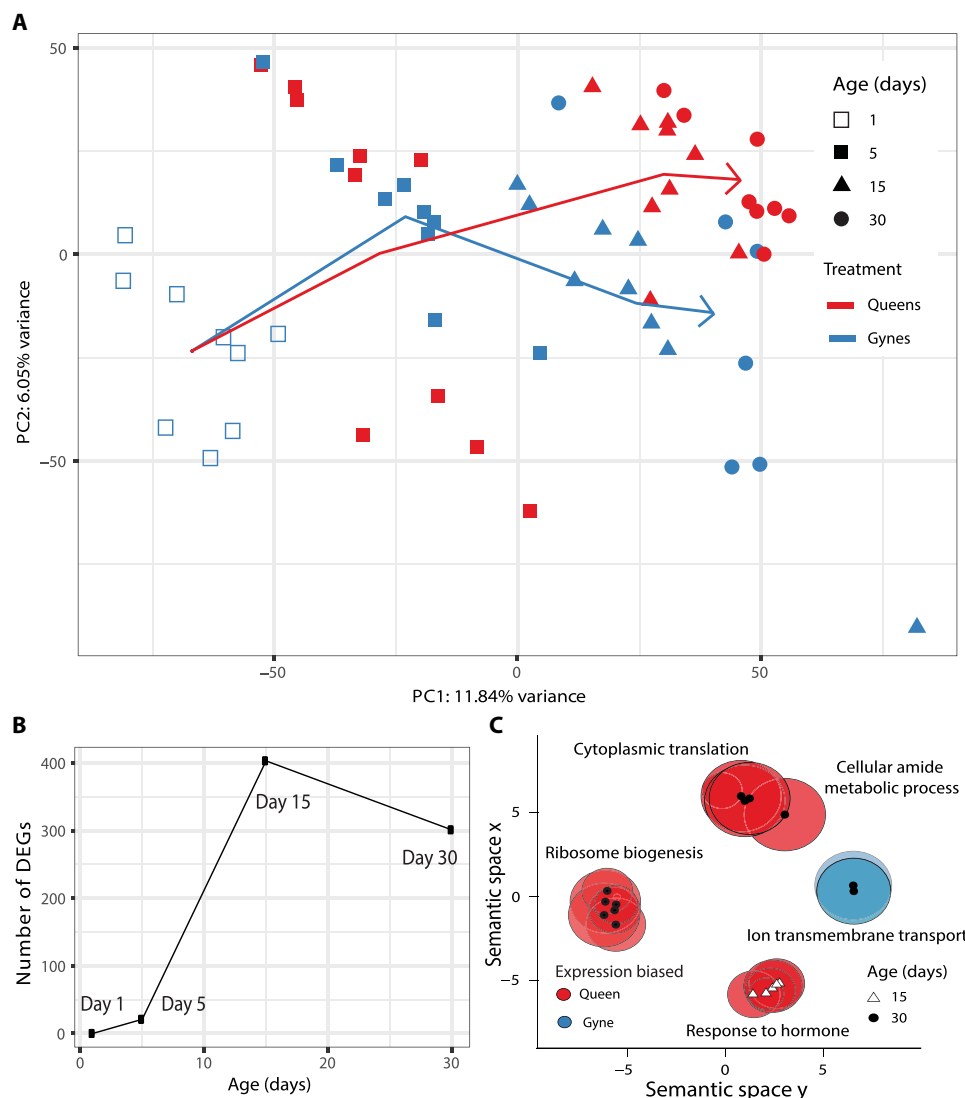 A
50
0
−50
PC2: 6.05% variance
Age (days)
1
5
15
30
Treatment
Queens
Gynes
−50
0
50
PC1: 11.84% variance
B
400
300
200
100
0
Number of DEGs
Day 1
Day 5
Day 15
Day 30
0
10
20
30
Age (days)
C
Cytoplasmic translation
Cellular amide
metabolic process
Ribosome biogenesis
Ion transmembrane transport
Response to hormone
Expression biased
Queen
Gyne
Age (days)
15
30
5
0
−5
Semantic space x
−5
0
5
Semantic space y